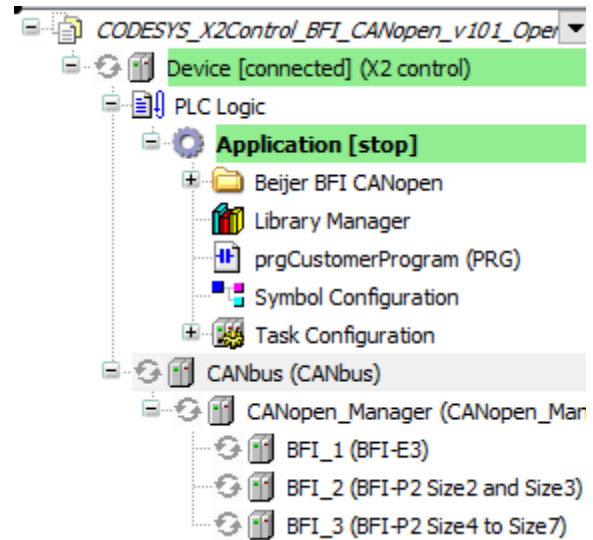 CODESYS_X2Control_BFI_CANopen_v101_Oper
Device [connected] (X2 control)
PLC Logic
Application [stop]
Beijer BFI CANopen
Library Manager
prgCustomerProgram (PRG)
Symbol Configuration
Task Configuration
CANbus (CANbus)
CANopen_Manager (CANopen_Man
BFI_1 (BFI-E3)
BFI_2 (BFI-P2 Size2 and Size3)
BFI_3 (BFI-P2 Size4 to Size7)